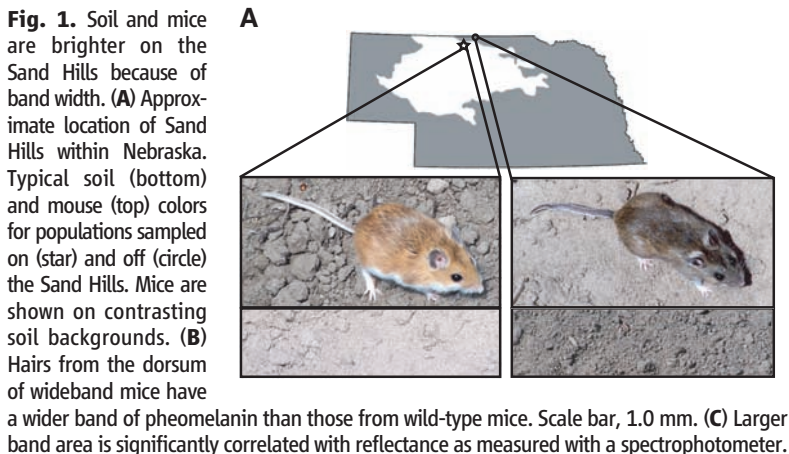 Fig. 1. Soil and mice
are brighter on the
Sand Hills because of
band width. (A) Approx-
imate location of Sand
Hills within Nebraska.
Typical soil (bottom)
and mouse (top) colors
for populations sampled
on (star) and off (circle)
the Sand Hills. Mice are
shown on contrasting
soil backgrounds. (B)
Hairs from the dorsum
of wideband mice have
a wider band of pheomelanin than those from wild-type mice. Scale bar, 1.0 mm. (C) Larger
band area is significantly correlated with reflectance as measured with a spectrophotometer.
A